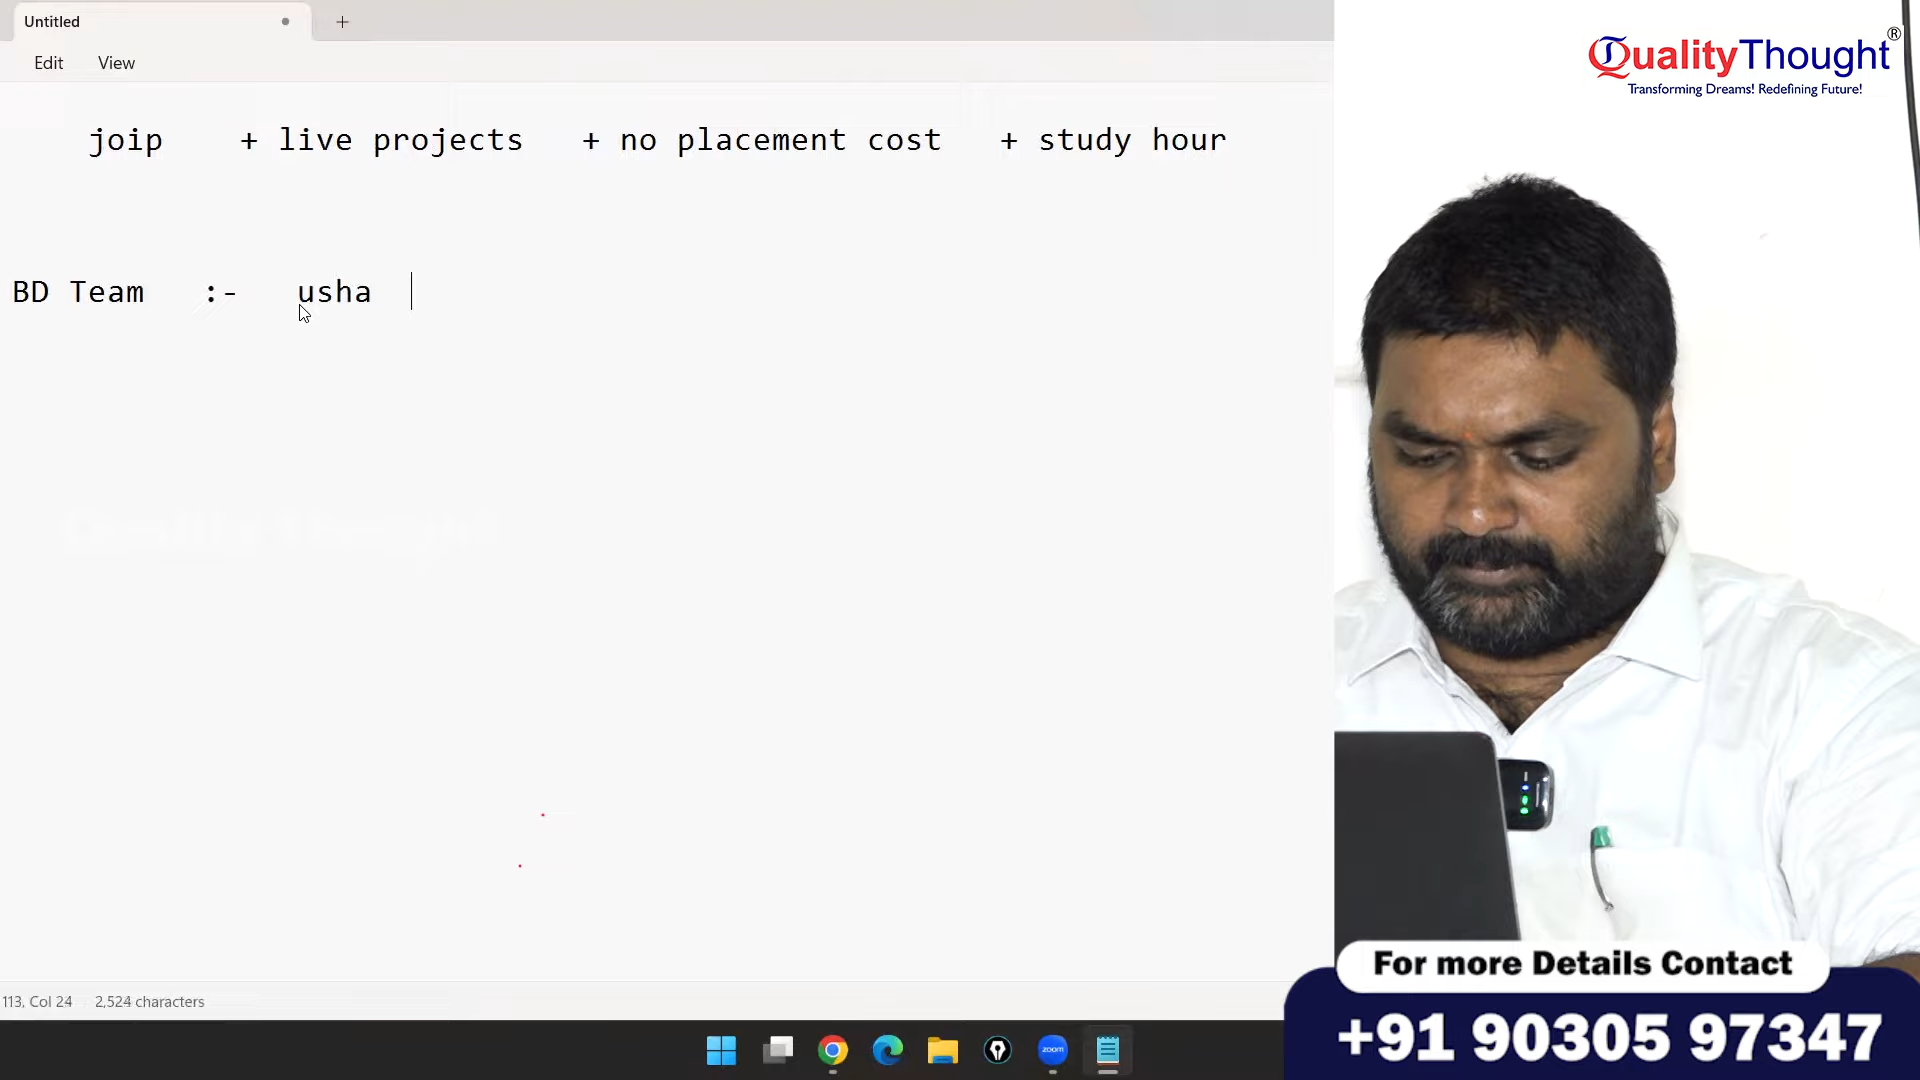 Untitled
Edit View
joip + live projects + no placement cost + study hour
BD Team :- usha
113, Col 24 2,524 characters
zoom
QualityThought®
Transforming Dreams! Redefining Future!
For more Details Contact
+91 90305 97347